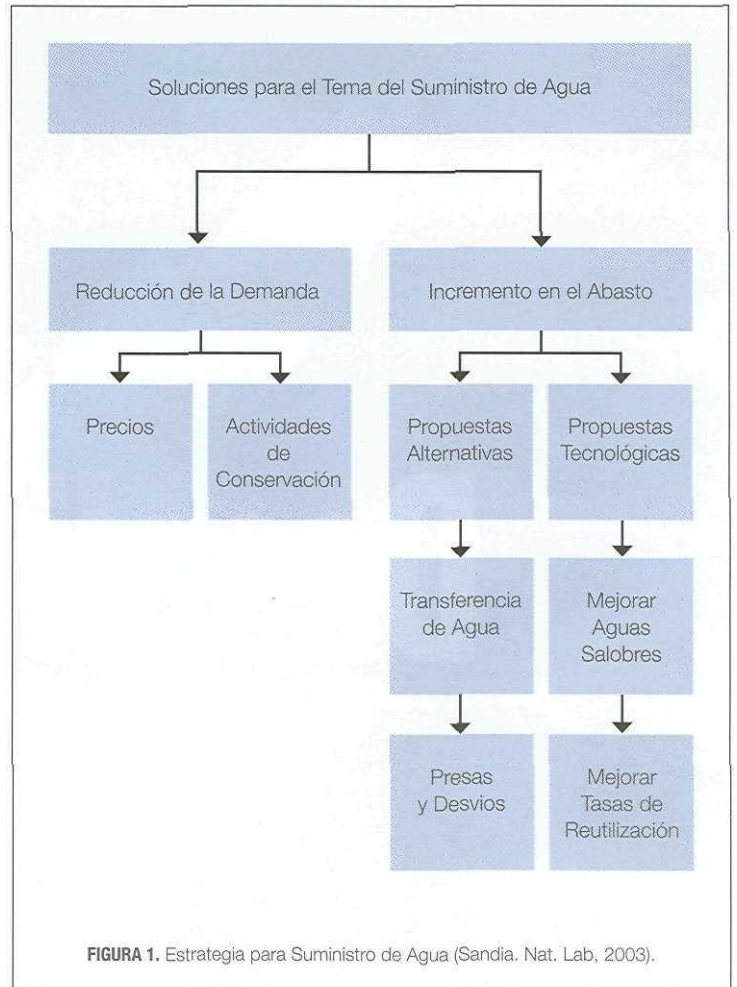 Soluciones para el Tema del Suministro de Agua
Reducción de la Demanda
Incremento en el Abasto
Precios
Actividades
de
Conservación
Propuestas
Alternativas
Propuestas
Tecnológicas
Transferencia
de Agua
Mejorar
Aguas
Salobres
Presas
y Desvios
Mejorar
Tasas de
Reutilización
FIGURA 1. Estrategia para Suministro de Agua (Sandia. Nat. Lab, 2003).